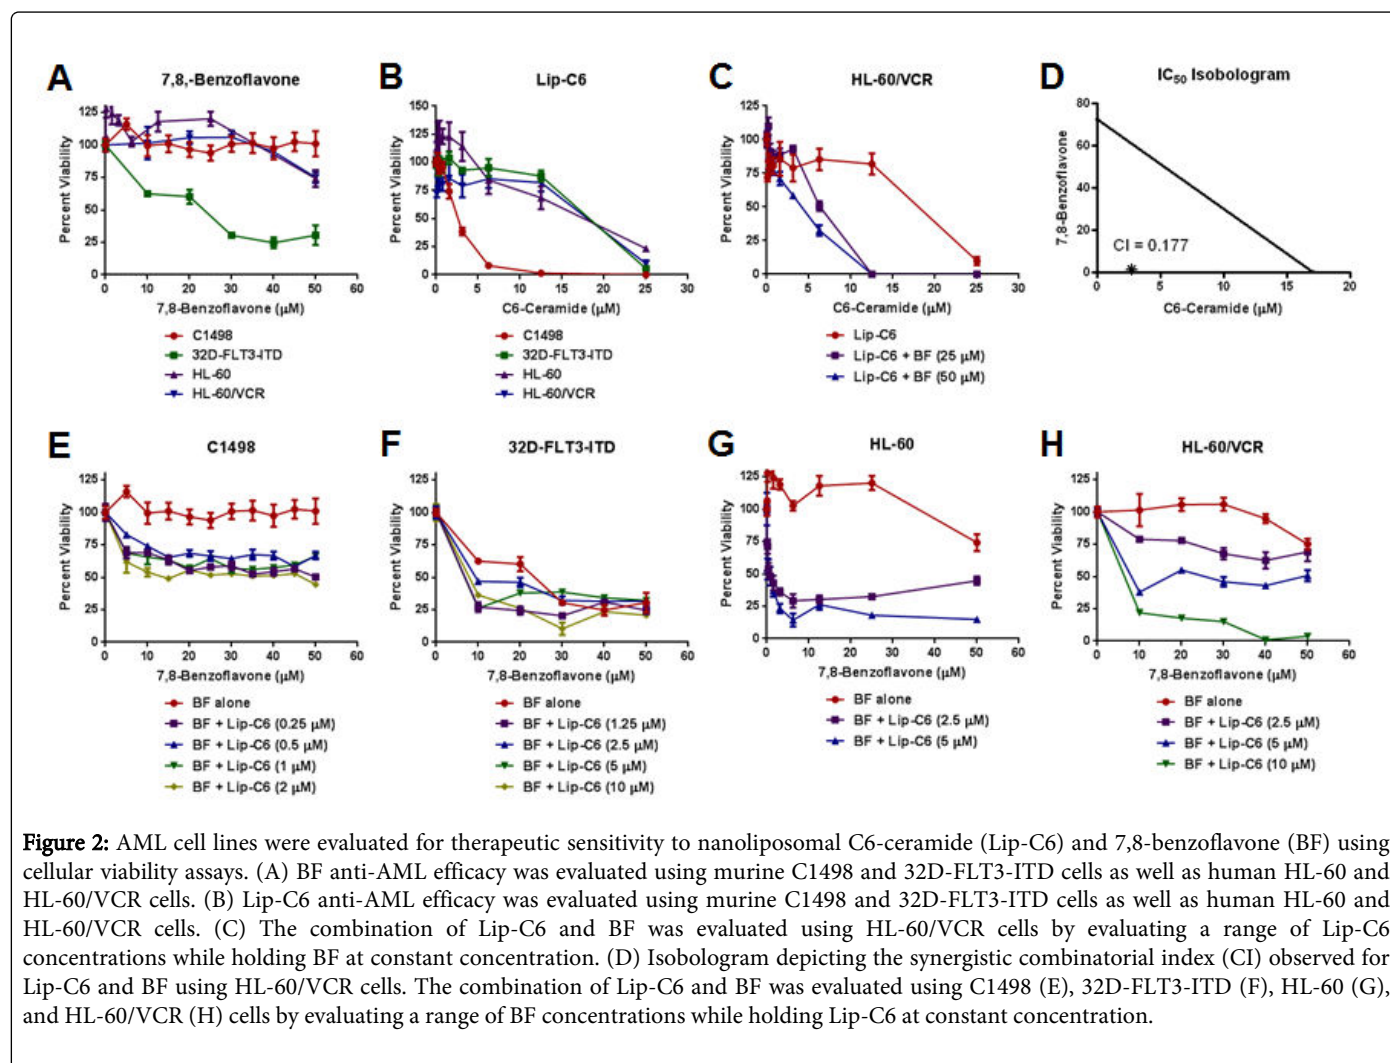 A
7,8,-Benzoflavone
Percent Viability
125
100
75
50
25
0
0 10 20 30 40 50 60
7,8-Benzoflavone (µM)
C1498
32D-FLT3-ITD
HL-60
HL-60/VCR
B
Lip-C6
Percent Viability
150
125
100
75
50
25
0
0 5 10 15 20 25 30
C6-Ceramide (µM)
C1498
32D-FLT3-ITD
HL-60
HL-60/VCR
C
HL-60/VCR
Percent Viability
125
100
75
50
25
0
0 5 10 15 20 25 30
C6-Ceramide (µM)
Lip-C6
Lip-C6 + BF (25 µM)
Lip-C6 + BF (50 µM)
D
IC50 Isobologram
7,8-Benzoflavone
80
60
40
20
0
CI = 0.177
0 5 10 15 20
C6-Ceramide (µM)
E
C1498
Percent Viability
125
100
75
50
25
0
0 10 20 30 40 50 60
7,8-Benzoflavone (µM)
BF alone
BF + Lip-C6 (0.25 µM)
BF + Lip-C6 (0.5 µM)
BF + Lip-C6 (1 µM)
BF + Lip-C6 (2 µM)
F
32D-FLT3-ITD
Percent Viability
125
100
75
50
25
0
0 10 20 30 40 50 60
7,8-Benzoflavone (µM)
BF alone
BF + Lip-C6 (1.25 µM)
BF + Lip-C6 (2.5 µM)
BF + Lip-C6 (5 µM)
BF + Lip-C6 (10 µM)
G
HL-60
Percent Viability
125
100
75
50
25
0
0 10 20 30 40 50 60
7,8-Benzoflavone (µM)
BF alone
BF + Lip-C6 (2.5 µM)
BF + Lip-C6 (5 µM)
H
HL-60/VCR
Percent Viability
125
100
75
50
25
0
0 10 20 30 40 50 60
7,8-Benzoflavone (µM)
BF alone
BF + Lip-C6 (2.5 µM)
BF + Lip-C6 (5 µM)
BF + Lip-C6 (10 µM)
Figure 2: AML cell lines were evaluated for therapeutic sensitivity to nanoliposomal C6-ceramide (Lip-C6) and 7,8-benzoflavone (BF) using
cellular viability assays. (A) BF anti-AML efficacy was evaluated using murine C1498 and 32D-FLT3-ITD cells as well as human HL-60 and
HL-60/VCR cells. (B) Lip-C6 anti-AML efficacy was evaluated using murine C1498 and 32D-FLT3-ITD cells as well as human HL-60 and
HL-60/VCR cells. (C) The combination of Lip-C6 and BF was evaluated using HL-60/VCR cells by evaluating a range of Lip-C6
concentrations while holding BF at constant concentration. (D) Isobologram depicting the synergistic combinatorial index (CI) observed for
Lip-C6 and BF using HL-60/VCR cells. The combination of Lip-C6 and BF was evaluated using C1498 (E), 32D-FLT3-ITD (F), HL-60 (G),
and HL-60/VCR (H) cells by evaluating a range of BF concentrations while holding Lip-C6 at constant concentration.